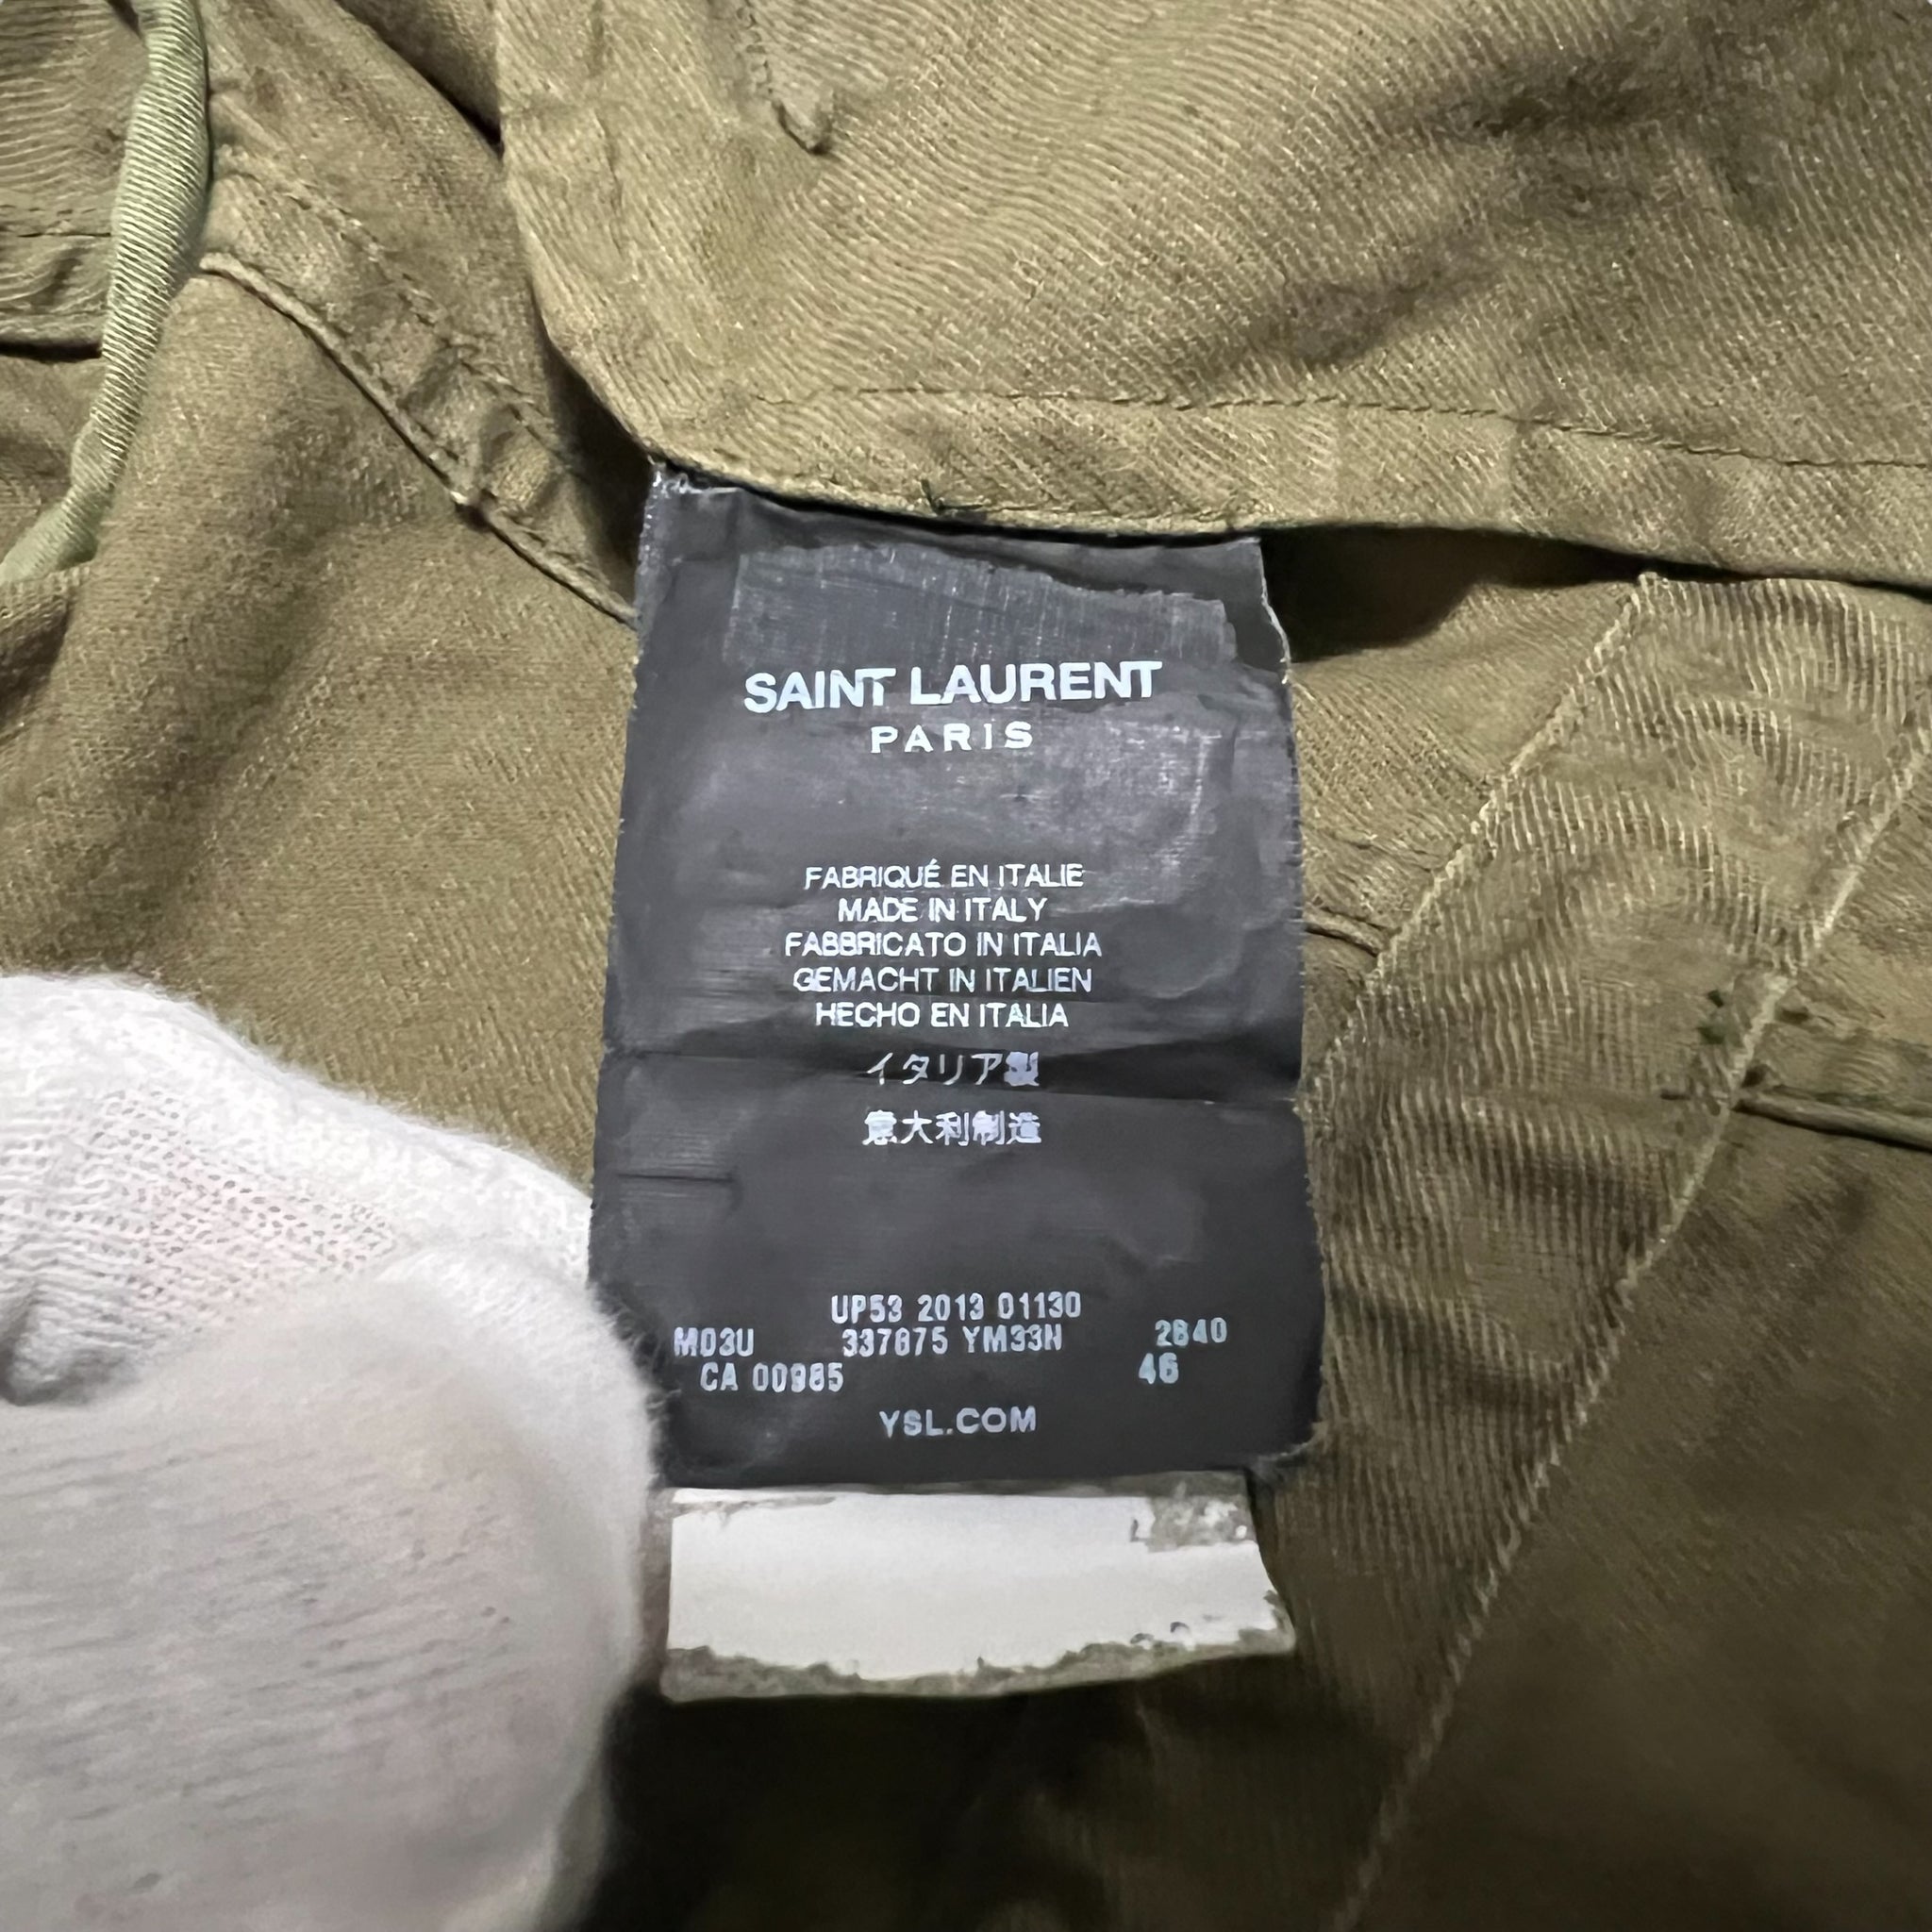 SAINT LAURENT
PARIS
FABRIQUÉ EN ITALIE
MADE IN ITALY
FABBRICATO IN ITALIA
GEMACHT IN ITALIEN
HECHO EN ITALIA
イタリア製
意大利制造
UP53 2013 01130
M03U 337675 YM33N 2640
CA 00985 46
YSL.COM